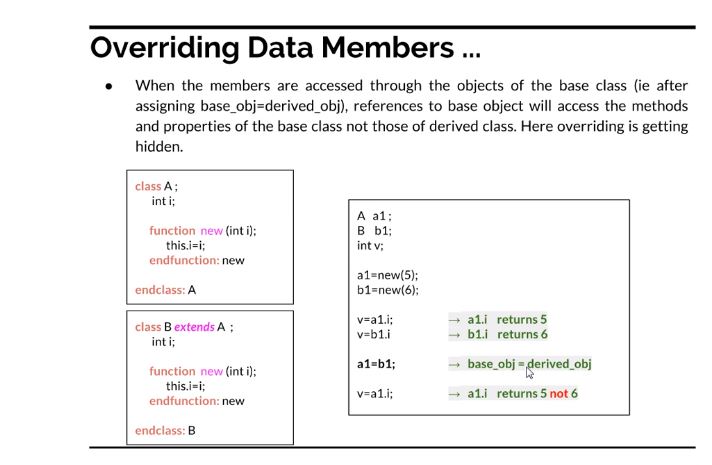 Overriding Data Members ...
● When the members are accessed through the objects of the base class (ie after
assigning base_obj=derived_obj), references to base object will access the methods
and properties of the base class not those of derived class. Here overriding is getting
hidden.
class A ;
int i;
function new (int i);
this.i=i;
endfunction: new
endclass: A
class B extends A ;
int i;
function new (int i);
this.i=i;
endfunction: new
endclass: B
A a1 ;
B b1;
int v;
a1=new(5);
b1=new(6);
v=a1.i; → a1.i returns 5
v=b1.i → b1.i returns 6
a1=b1; → base_obj = derived_obj
v=a1.i; → a1.i returns 5 not 6